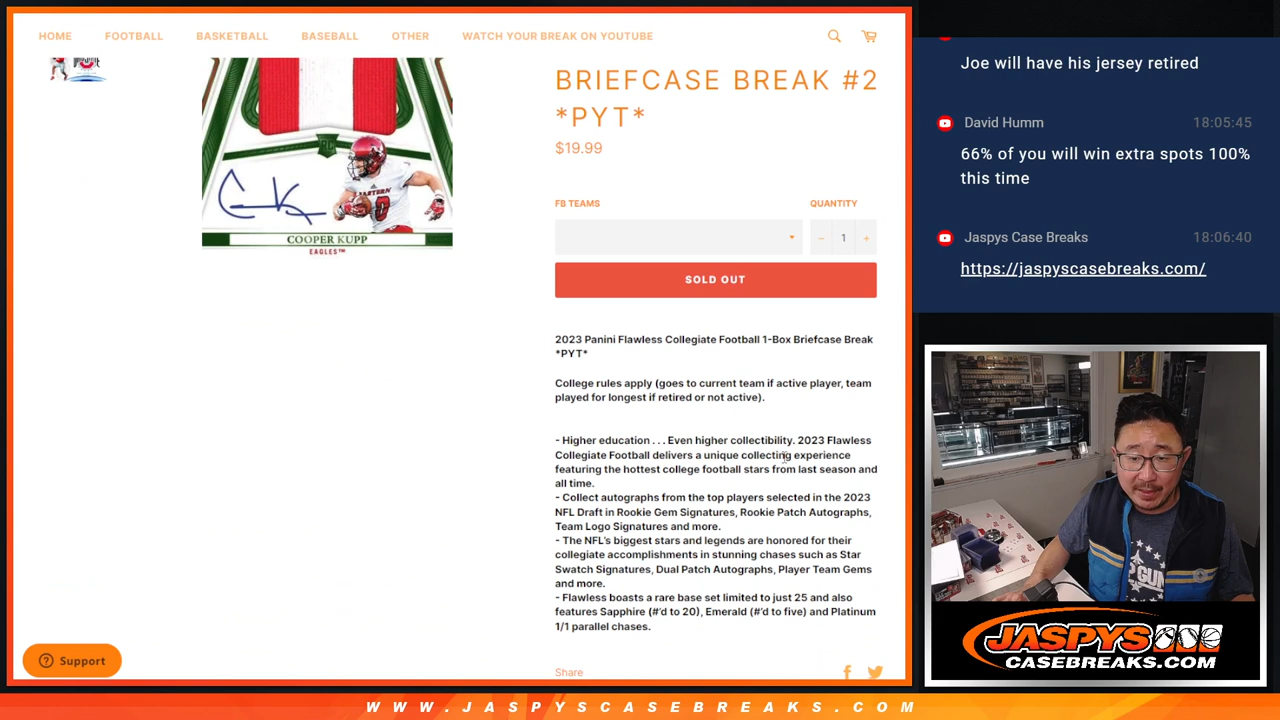 HOME FOOTBALL BASKETBALL BASEBALL OTHER WATCH YOUR BREAK ON YOUTUBE
BRIEFCASE BREAK #2
*PYT*
$19.99
FB TEAMS QUANTITY
− 1 +
SOLD OUT
2023 Panini Flawless Collegiate Football 1-Box Briefcase Break
*PYT*
College rules apply (goes to current team if active player, team
played for longest if retired or not active).
- Higher education . . . Even higher collectibility. 2023 Flawless
Collegiate Football delivers a unique collecting experience
featuring the hottest college football stars from last season and
all time.
- Collect autographs from the top players selected in the 2023
NFL Draft in Rookie Gem Signatures, Rookie Patch Autographs,
Team Logo Signatures and more.
- The NFL's biggest stars and legends are honored for their
collegiate accomplishments in stunning chases such as Star
Swatch Signatures, Dual Patch Autographs, Player Team Gems
and more.
- Flawless boasts a rare base set limited to just 25 and also
features Sapphire (#'d to 20), Emerald (#'d to five) and Platinum
1/1 parallel chases.
Share
RC
EASTERN
COOPER KUPP
EAGLES™
Support
Joe will have his jersey retired
David Humm 18:05:45
66% of you will win extra spots 100%
this time
Jaspys Case Breaks 18:06:40
https://jaspyscasebreaks.com/
TOP GUN
JASPYS
CASEBREAKS.COM
WWW.JASPYSCASEBREAKS.COM